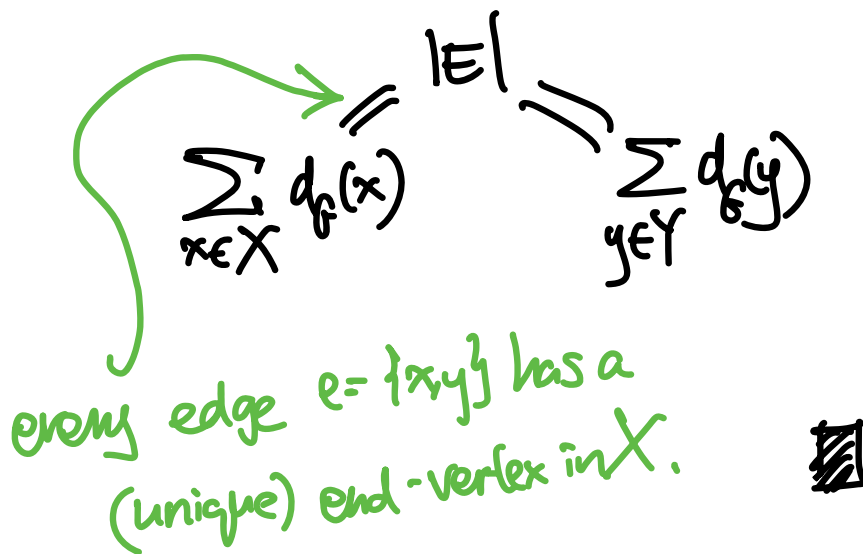 |E|
∑ d_G(x) = = ∑ d_G(y)
x∈X y∈Y
every edge e={x,y} has a
(unique) end-vertex in X.